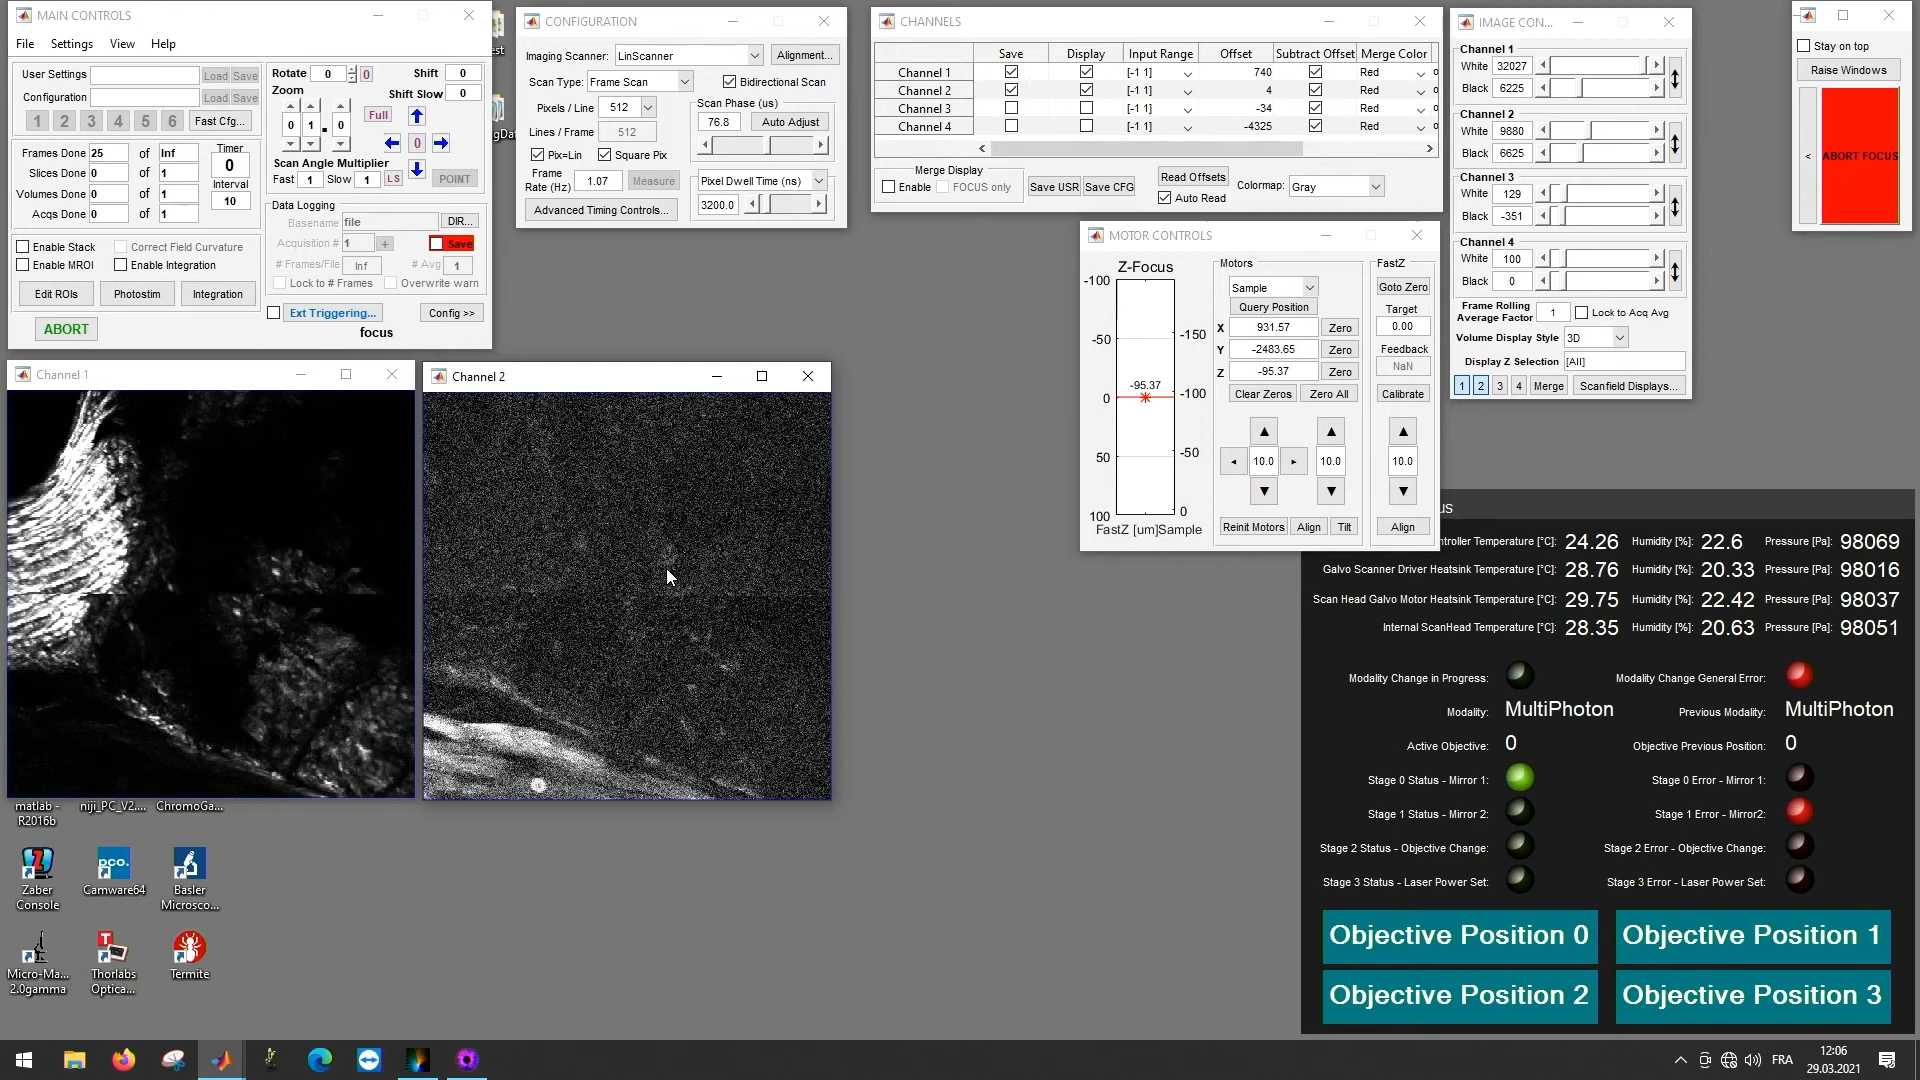 MAIN CONTROLS
File Settings View Help
User Settings Load Save
Configuration Load Save
1 2 3 4 5 6 Fast Cfg...
Frames Done 25 of Inf
Slices Done 0 of 1
Volumes Done 0 of 1
Acqs Done 0 of 1
Timer
0
Interval
10
Enable Stack Correct Field Curvature
Enable MROI Enable Integration
Edit ROIs Photostim Integration
ABORT
Rotate 0 0 Shift 0
Zoom Shift Slow 0
Full
0 1 . 0 0
Scan Angle Multiplier
Fast 1 Slow 1 LS POINT
Data Logging
Basename file DIR...
Acquisition # 1 + Save
# Frames/File Inf # Avg 1
Lock to # Frames Overwrite warn
Ext Triggering... Config >>
focus
CONFIGURATION
Imaging Scanner: LinScanner Alignment...
Scan Type: Frame Scan Bidirectional Scan
Pixels / Line 512
Lines / Frame 512
Pix=Lin Square Pix
Frame
Rate (Hz) 1.07 Measure
Advanced Timing Controls...
Scan Phase (us)
76.8 Auto Adjust
Pixel Dwell Time (ns)
3200.0
CHANNELS
Save Display Input Range Offset Subtract Offset Merge Color
Channel 1 [-1 1] 740 Red
Channel 2 [-1 1] 4 Red
Channel 3 [-1 1] -34 Red
Channel 4 [-1 1] -4325 Red
Merge Display
Enable FOCUS only
Save USR Save CFG
Read Offsets
Auto Read
Colormap: Gray
IMAGE CON...
Channel 1
White 32027
Black 6225
Channel 2
White 9880
Black 6625
Channel 3
White 129
Black -351
Channel 4
White 100
Black 0
Frame Rolling
Average Factor 1 Lock to Acq Avg
Volume Display Style 3D
Display Z Selection [All]
1 2 3 4 Merge Scanfield Displays...
Stay on top
Raise Windows
< ABORT FOCUS
MOTOR CONTROLS
Z-Focus
-100
-50
0
50
100
-95.37
-150
-100
-50
0
FastZ [um]Sample
Motors
Sample
Query Position
X 931.57 Zero
Y -2483.65 Zero
Z -95.37 Zero
Clear Zeros Zero All
10.0 10.0
Reinit Motors Align Tilt
FastZ
Goto Zero
Target
0.00
Feedback
NaN
Calibrate
10.0
Align
Channel 1
Channel 2
us
ntroller Temperature [°C]: 24.26 Humidity [%]: 22.6 Pressure [Pa]: 98069
Galvo Scanner Driver Heatsink Temperature [°C]: 28.76 Humidity [%]: 20.33 Pressure [Pa]: 98016
Scan Head Galvo Motor Heatsink Temperature [°C]: 29.75 Humidity [%]: 22.42 Pressure [Pa]: 98037
Internal ScanHead Temperature [°C]: 28.35 Humidity [%]: 20.63 Pressure [Pa]: 98051
Modality Change in Progress: Modality Change General Error:
Modality: MultiPhoton Previous Modality: MultiPhoton
Active Objective: 0 Objective Previous Position: 0
Stage 0 Status - Mirror 1: Stage 0 Error - Mirror 1:
Stage 1 Status - Mirror 2: Stage 1 Error - Mirror2:
Stage 2 Status - Objective Change: Stage 2 Error - Objective Change:
Stage 3 Status - Laser Power Set: Stage 3 Error - Laser Power Set:
Objective Position 0 Objective Position 1
Objective Position 2 Objective Position 3
matlab - R2016b
niji_PC_V2....
ChromoGa...
Zaber Console
pco.
Camware64
Basler Microsco...
Micro-Ma... 2.0gamma
Thorlabs Optica...
Termite
FRA
12:06
29.03.2021